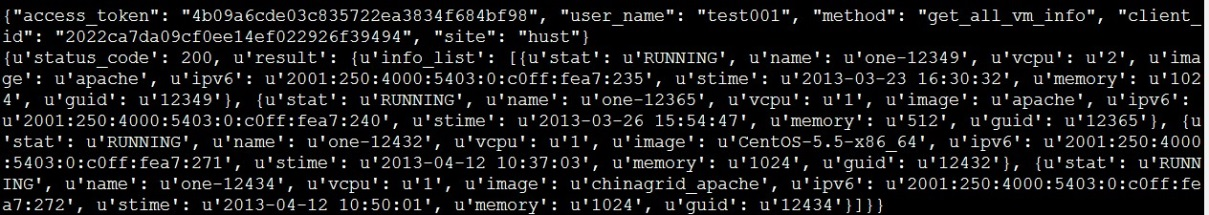 {"access_token": "4b09a6cde03c835722ea3834f684bf98", "user_name": "test001", "method": "get_all_vm_info", "client_
id": "2022ca7da09cf0ee14ef022926f39494", "site": "hust"}
{u'status_code': 200, u'result': {u'info_list': [{u'stat': u'RUNNING', u'name': u'one-12349', u'vcpu': u'2', u'ima
ge': u'apache', u'ipv6': u'2001:250:4000:5403:0:c0ff:fea7:235', u'stime': u'2013-03-23 16:30:32', u'memory': u'102
4', u'guid': u'12349'}, {u'stat': u'RUNNING', u'name': u'one-12365', u'vcpu': u'1', u'image': u'apache', u'ipv6':
u'2001:250:4000:5403:0:c0ff:fea7:240', u'stime': u'2013-03-26 15:54:47', u'memory': u'512', u'guid': u'12365'}, {u
'stat': u'RUNNING', u'name': u'one-12432', u'vcpu': u'1', u'image': u'CentOS-5.5-x86_64', u'ipv6': u'2001:250:4000
:5403:0:c0ff:fea7:271', u'stime': u'2013-04-12 10:37:03', u'memory': u'1024', u'guid': u'12432'}, {u'stat': u'RUNN
ING', u'name': u'one-12434', u'vcpu': u'1', u'image': u'chinagrid_apache', u'ipv6': u'2001:250:4000:5403:0:c0ff:fe
a7:272', u'stime': u'2013-04-12 10:50:01', u'memory': u'1024', u'guid': u'12434'}]}}